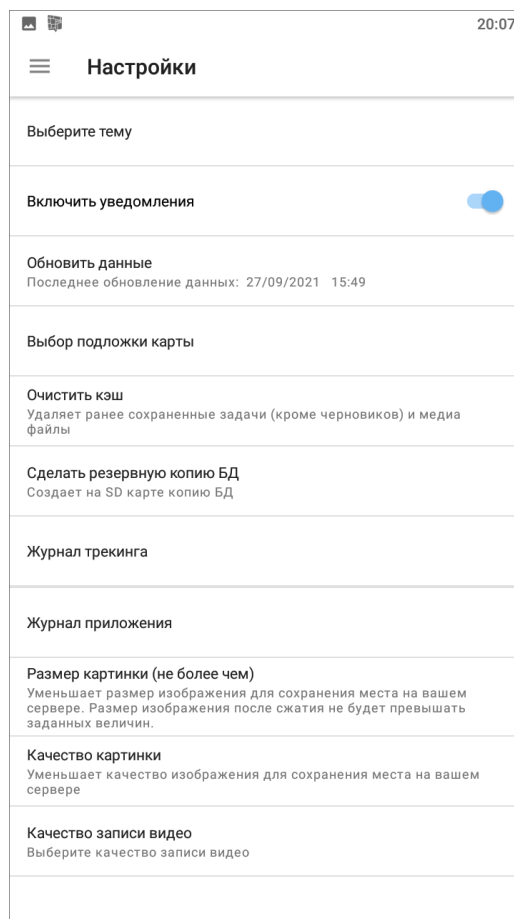 20:07
Настройки
Выберите тему
Включить уведомления
Обновить данные
Последнее обновление данных: 27/09/2021 15:49
Выбор подложки карты
Очистить кэш
Удаляет ранее сохраненные задачи (кроме черновиков) и медиа
файлы
Сделать резервную копию БД
Создает на SD карте копию БД
Журнал трекинга
Журнал приложения
Размер картинки (не более чем)
Уменьшает размер изображения для сохранения места на вашем
сервере. Размер изображения после сжатия не будет превышать
заданных величин.
Качество картинки
Уменьшает качество изображения для сохранения места на вашем
сервере
Качество записи видео
Выберите качество записи видео